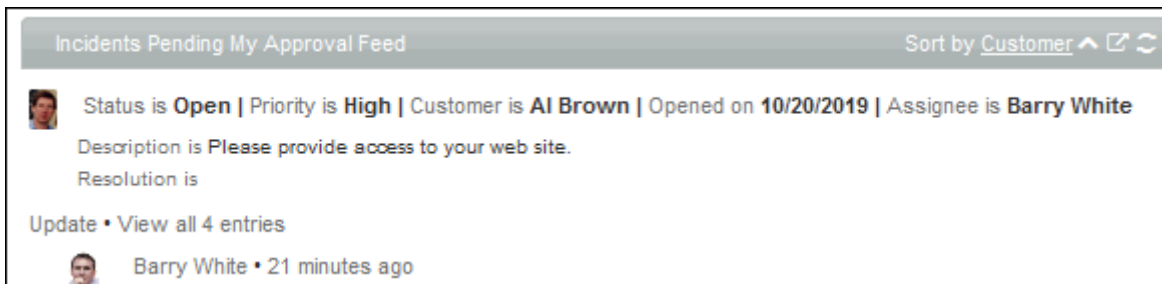 Incidents Pending My Approval Feed Sort by Customer
Status is Open | Priority is High | Customer is Al Brown | Opened on 10/20/2019 | Assignee is Barry White
Description is Please provide access to your web site.
Resolution is
Update • View all 4 entries
Barry White • 21 minutes ago